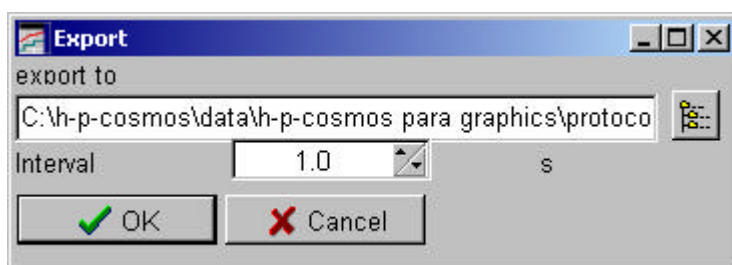 Export
export to
C:\h-p-cosmos\data\h-p-cosmos para graphics\protoco
Interval 1.0 s
OK Cancel